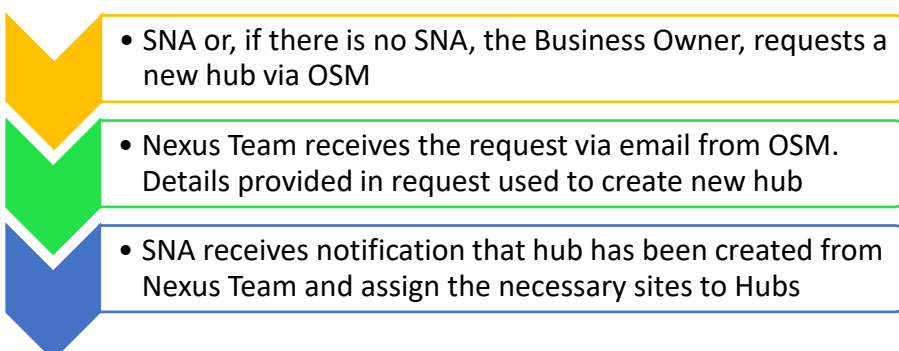 • SNA or, if there is no SNA, the Business Owner, requests a
new hub via OSM
• Nexus Team receives the request via email from OSM.
Details provided in request used to create new hub
• SNA receives notification that hub has been created from
Nexus Team and assign the necessary sites to Hubs